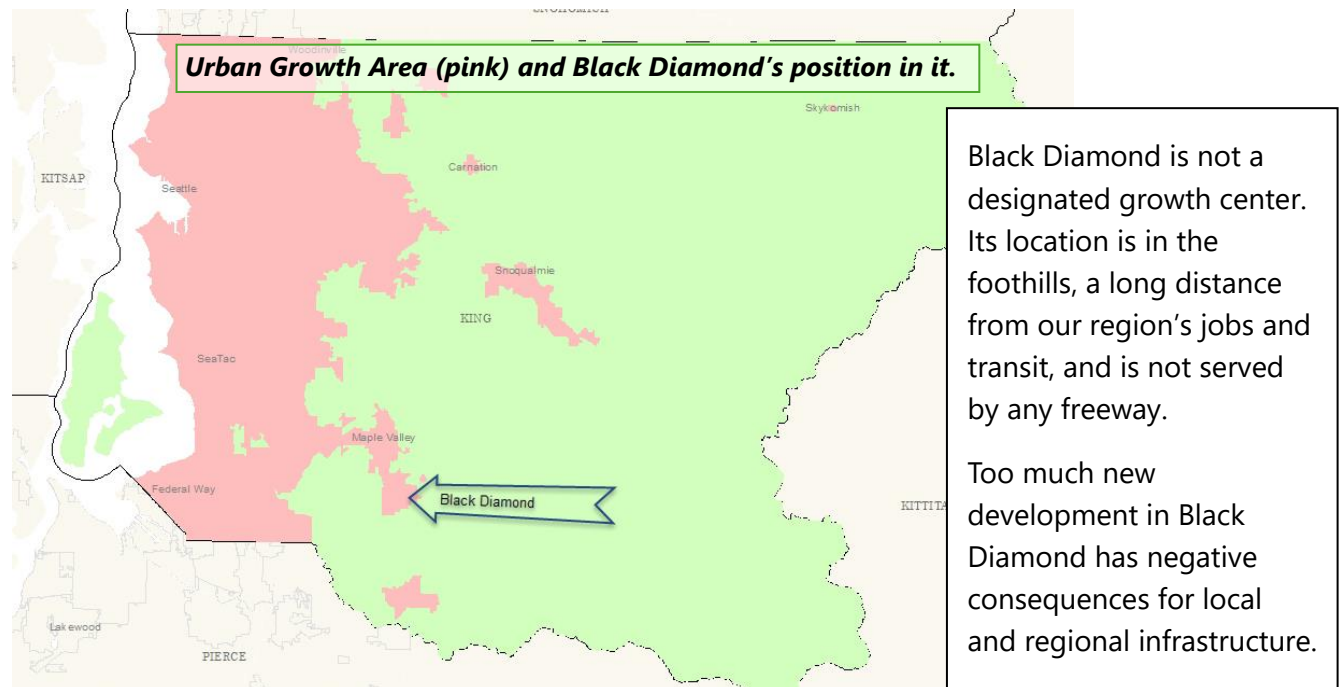 SNOHOMISH
Woodinville
Urban Growth Area (pink) and Black Diamond’s position in it.
Skykomish
Carnation
KITSAP
Seattle
Snoqualmie
KING
SeaTac
Maple Valley
Federal Way
Black Diamond
KITTITA
Lakewood
PIERCE
Black Diamond is not a
designated growth center.
Its location is in the
foothills, a long distance
from our region’s jobs and
transit, and is not served
by any freeway.
Too much new
development in Black
Diamond has negative
consequences for local
and regional infrastructure.